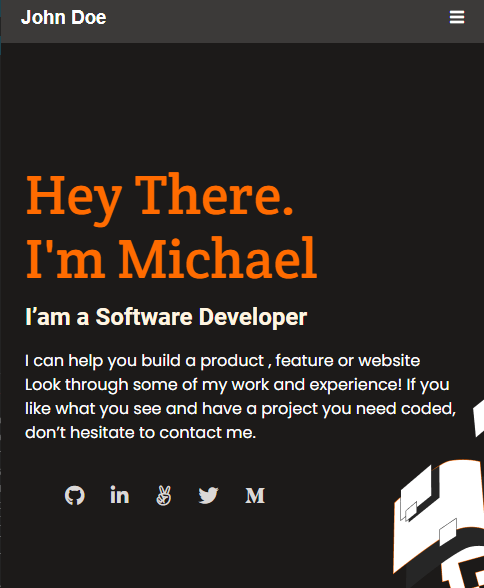 John Doe
Hey There.
I'm Michael
I’am a Software Developer
I can help you build a product , feature or website
Look through some of my work and experience! If you
like what you see and have a project you need coded,
don’t hesitate to contact me.